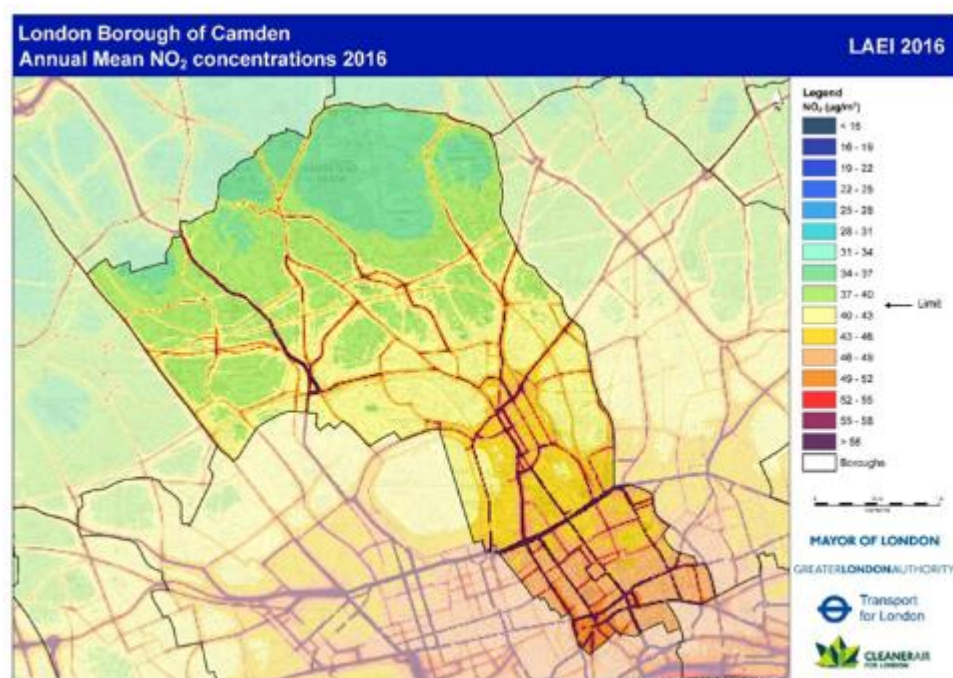 London Borough of Camden
Annual Mean NO₂ concentrations 2016
LAEI 2016
Legend
NO₂ (µg/m³)
< 16
16 - 19
19 - 22
22 - 25
25 - 28
28 - 31
31 - 34
34 - 37
37 - 40
Limit
40 - 43
43 - 46
46 - 49
49 - 52
52 - 55
55 - 58
> 58
Boroughs
MAYOR OF LONDON
GREATERLONDONAUTHORITY
Transport
for London
CLEANERAIR
FOR LONDON